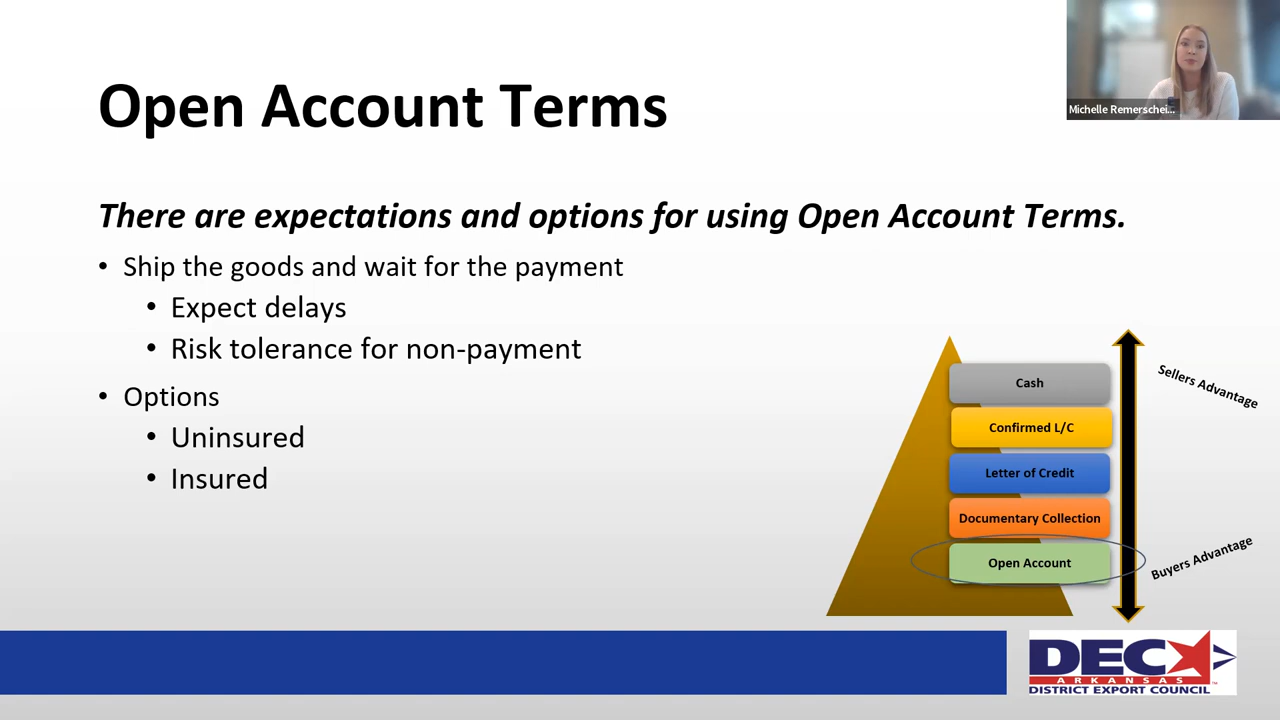 Michelle Remerschei...
Open Account Terms
There are expectations and options for using Open Account Terms.
• Ship the goods and wait for the payment
• Expect delays
• Risk tolerance for non-payment
• Options
• Uninsured
• Insured
Cash
Confirmed L/C
Letter of Credit
Documentary Collection
Open Account
Sellers Advantage
Buyers Advantage
DEC
ARKANSAS
DISTRICT EXPORT COUNCIL